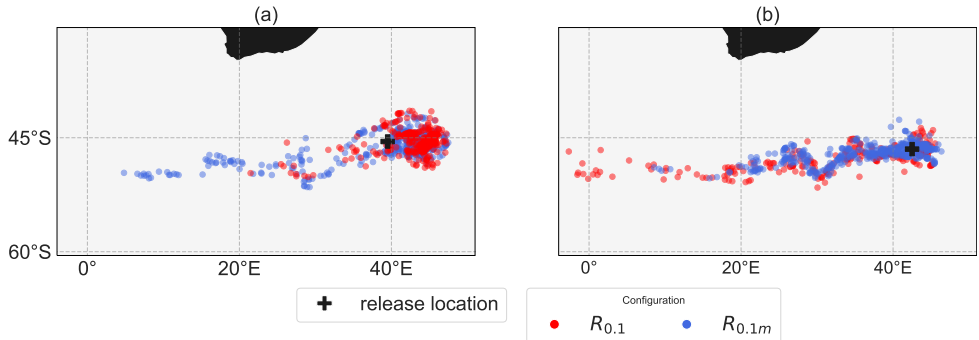 (a) (b)
45°S
60°S
0° 20°E 40°E 0° 20°E 40°E
release location
Configuration
R0.1 R0.1m